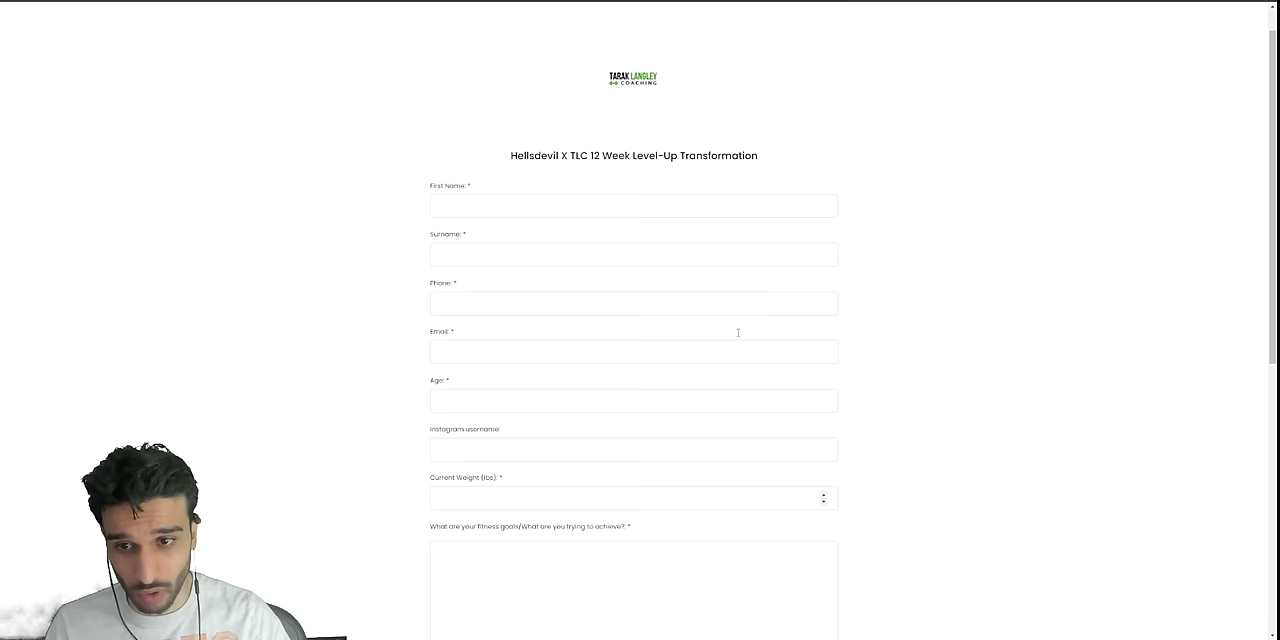 TARAK LANGLEY
COACHING
Hellsdevil X TLC 12 Week Level-Up Transformation
First Name: *
Surname: *
Phone: *
Email: *
Age: *
Instagram username:
Current Weight (lbs): *
What are your fitness goals/What are you trying to achieve?: *